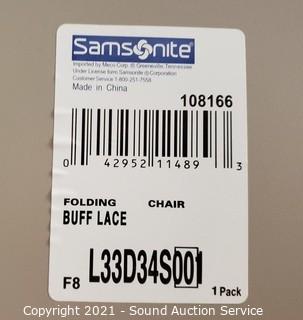 Samsonite
Imported by Meco Corp. @ Greeneville, Tennessee
Under License form Samsonite @ Corporation
Customer Service 1-800-251-7558
Made in China
108166
0 42952 11489 3
FOLDING CHAIR
BUFF LACE
F8 L33D34S001
1 Pack
Copyright 2021 - Sound Auction Service